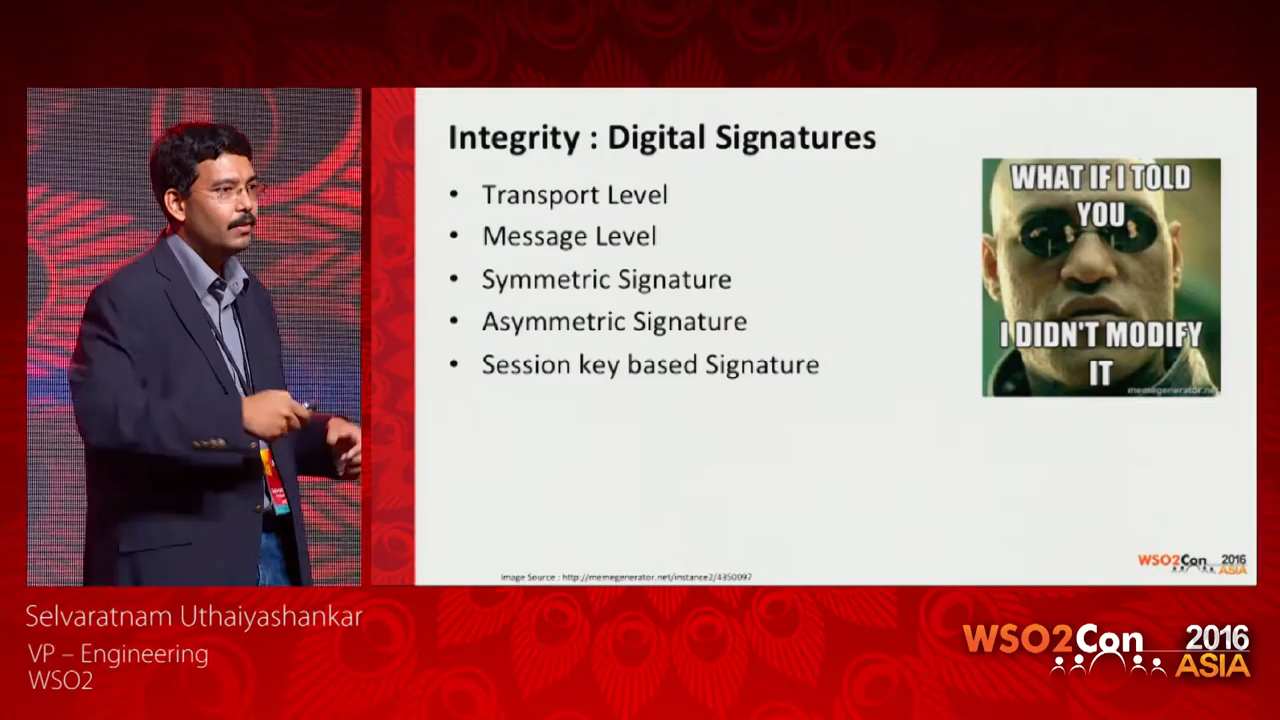 Integrity : Digital Signatures
• Transport Level
• Message Level
• Symmetric Signature
• Asymmetric Signature
• Session key based Signature
WHAT IF I TOLD
YOU
I DIDN'T MODIFY
IT
memegenerator.net
WSO2Con 2016
ASIA
Image Source : http://memegenerator.net/instance2/4350097
Selvaratnam Uthaiyashankar
VP – Engineering
WSO2
WSO2Con 2016
ASIA